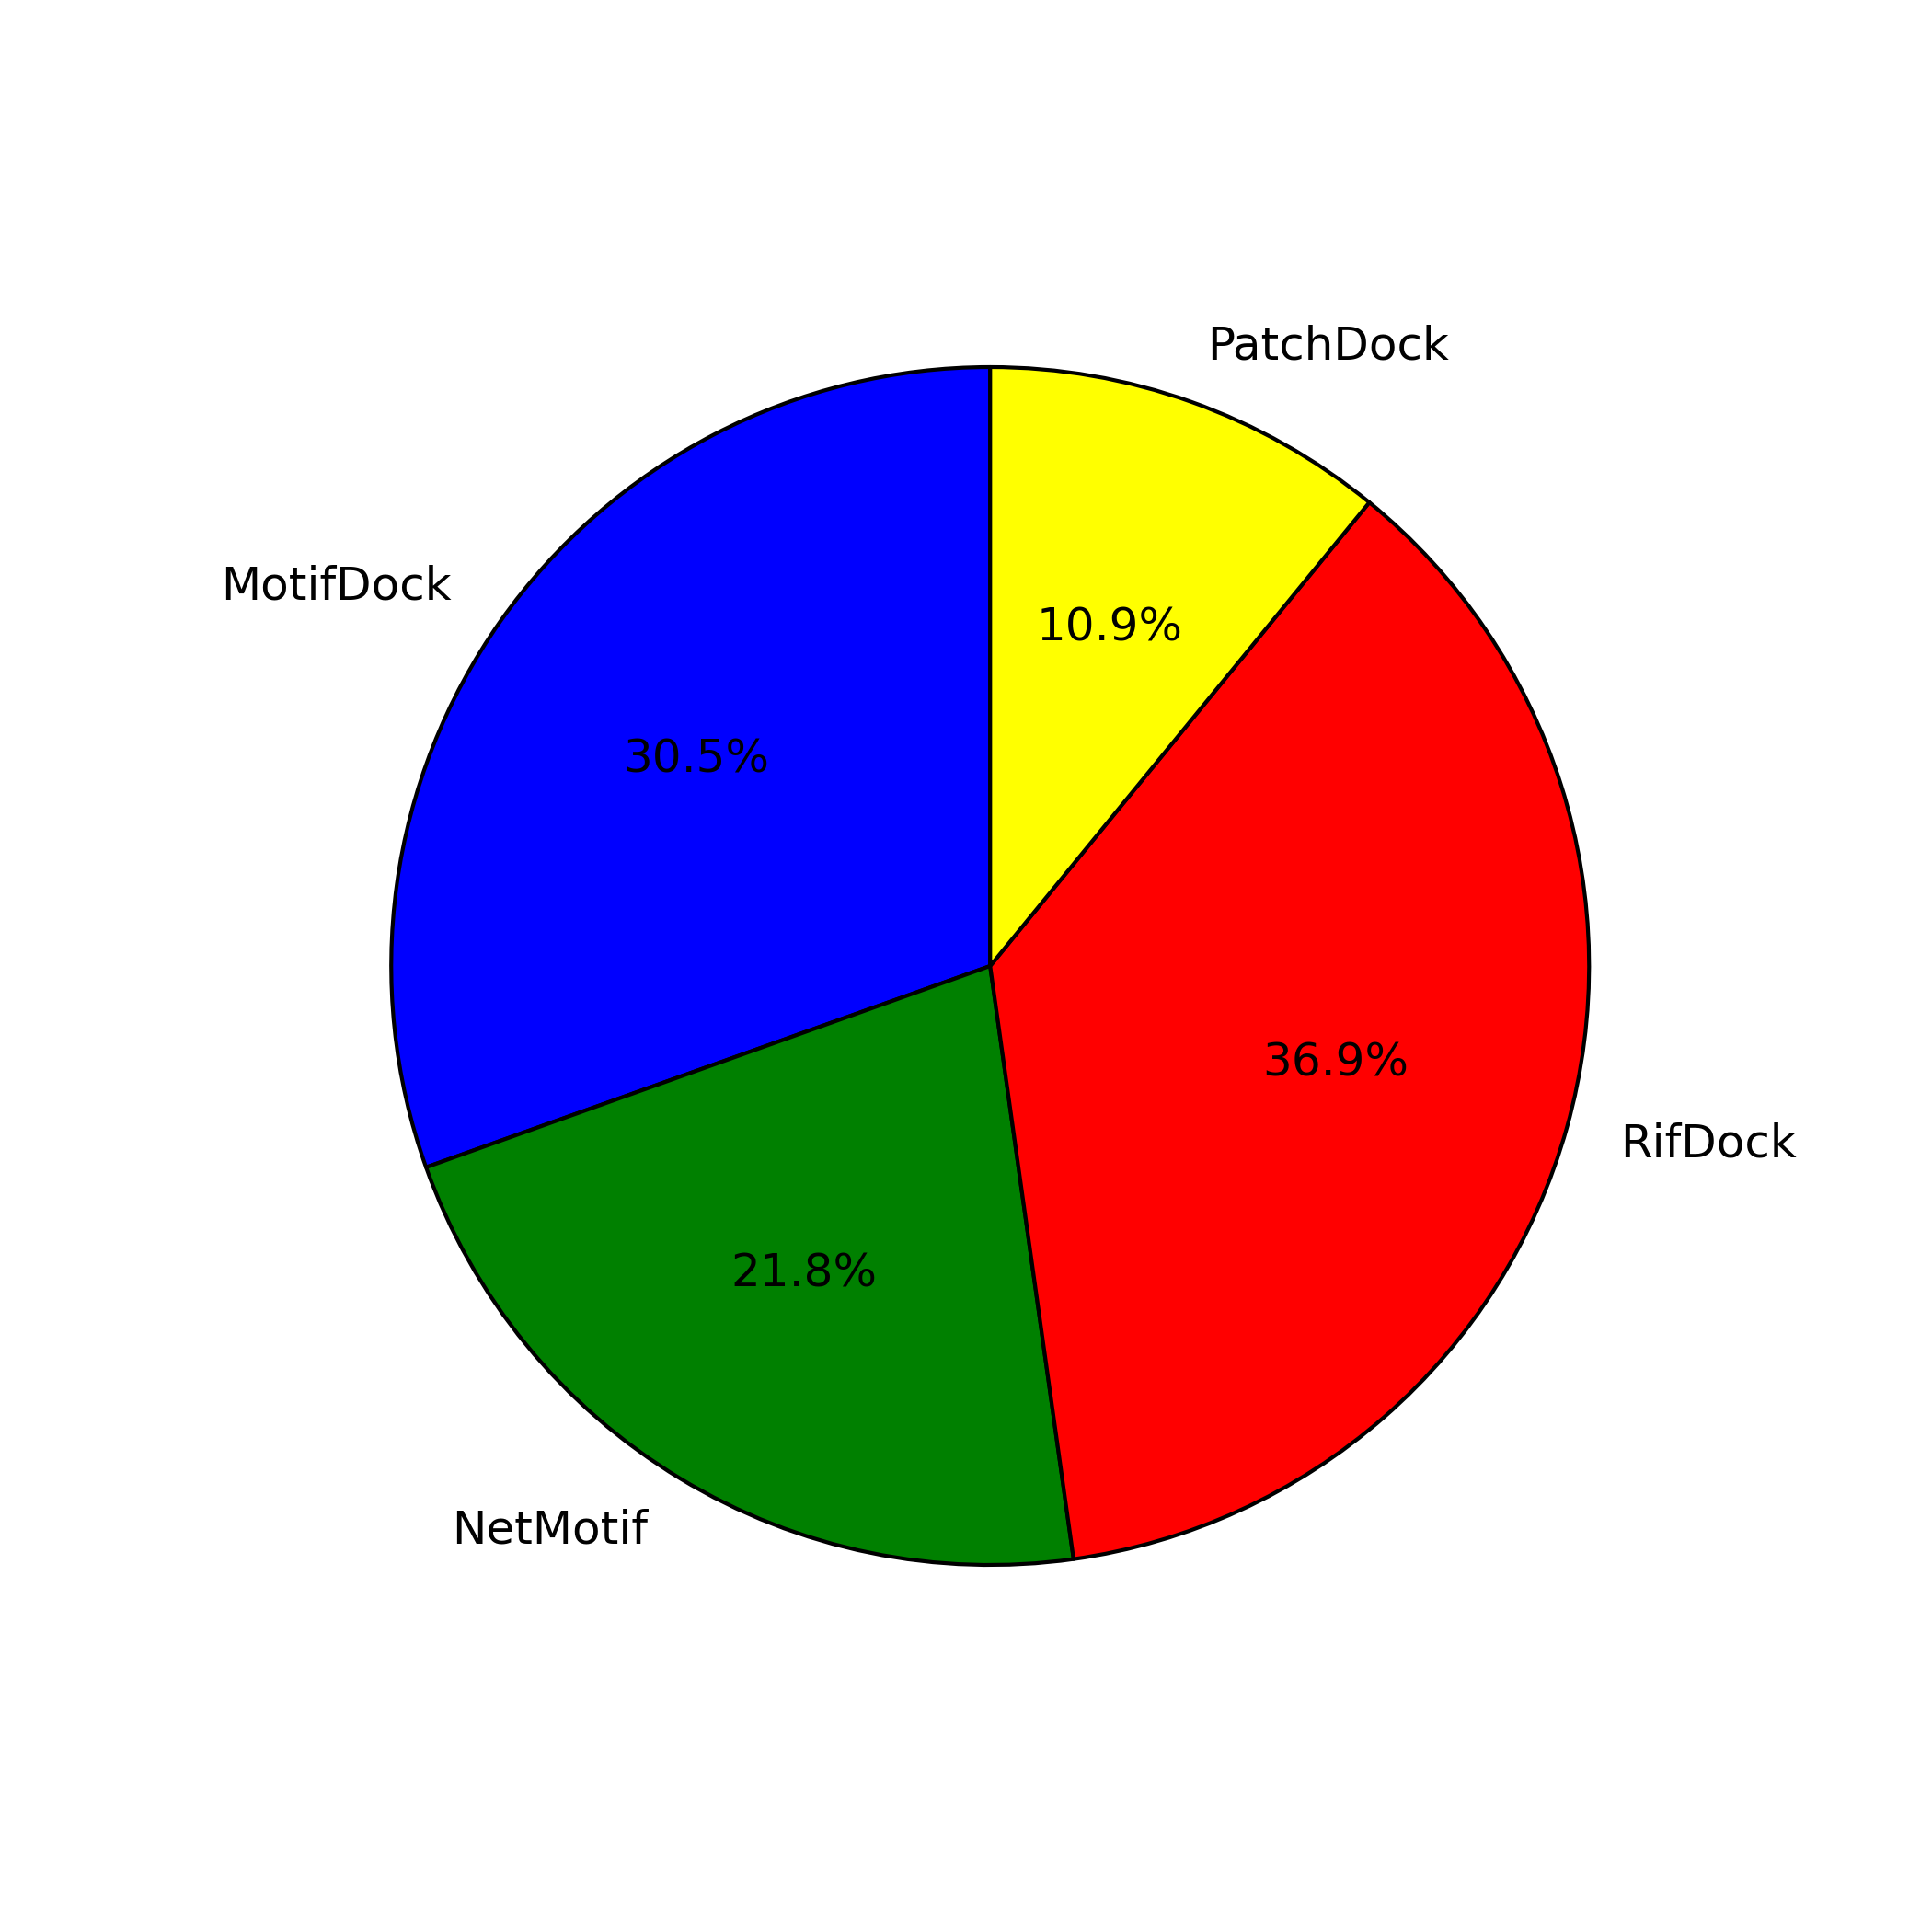 PatchDock
MotifDock
10.9%
30.5%
36.9%
RifDock
21.8%
NetMotif